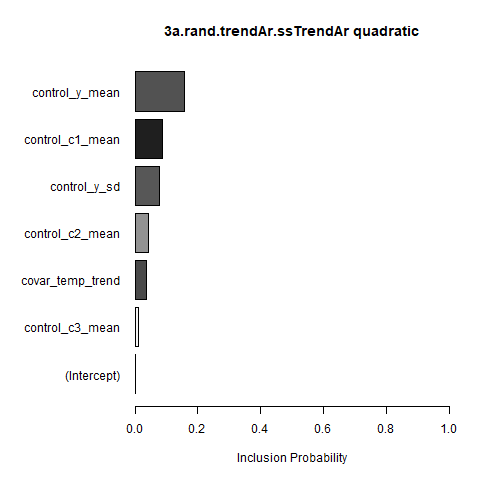 3a.rand.trendAr.ssTrendAr quadratic
control_y_mean
control_c1_mean
control_y_sd
control_c2_mean
covar_temp_trend
control_c3_mean
(Intercept)
0.0 0.2 0.4 0.6 0.8 1.0
Inclusion Probability